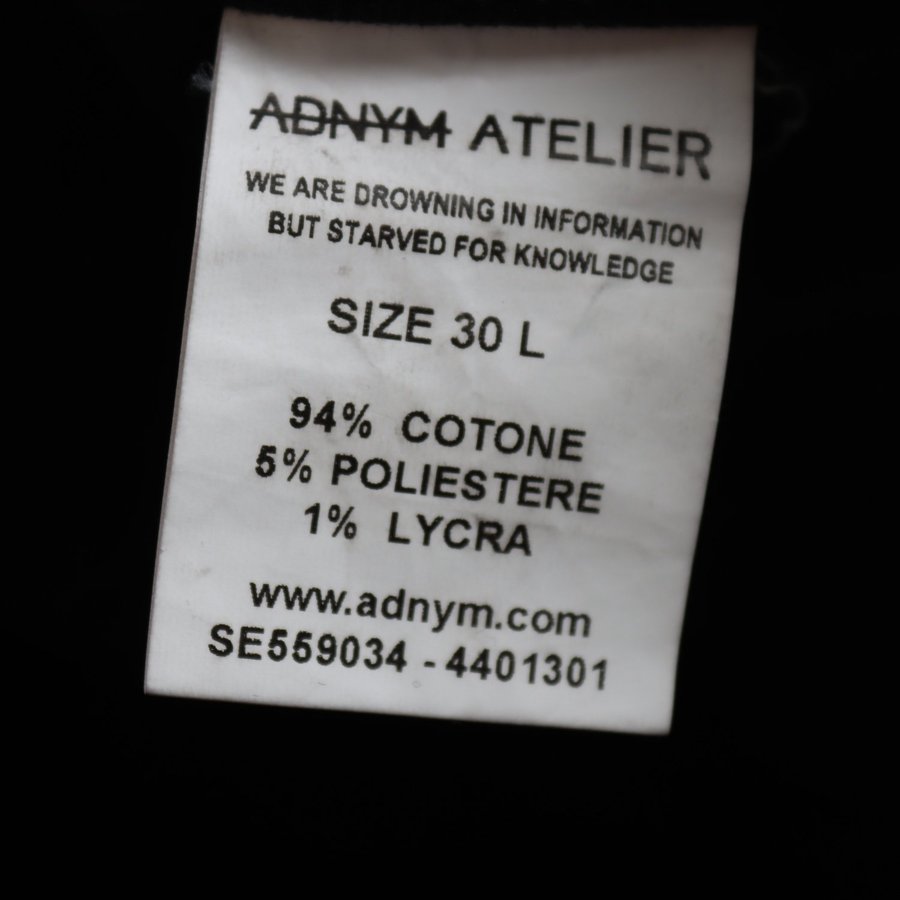 ADNYM ATELIER
WE ARE DROWNING IN INFORMATION
BUT STARVED FOR KNOWLEDGE
SIZE 30 L
94% COTONE
5% POLIESTERE
1% LYCRA
www.adnym.com
SE559034 - 4401301